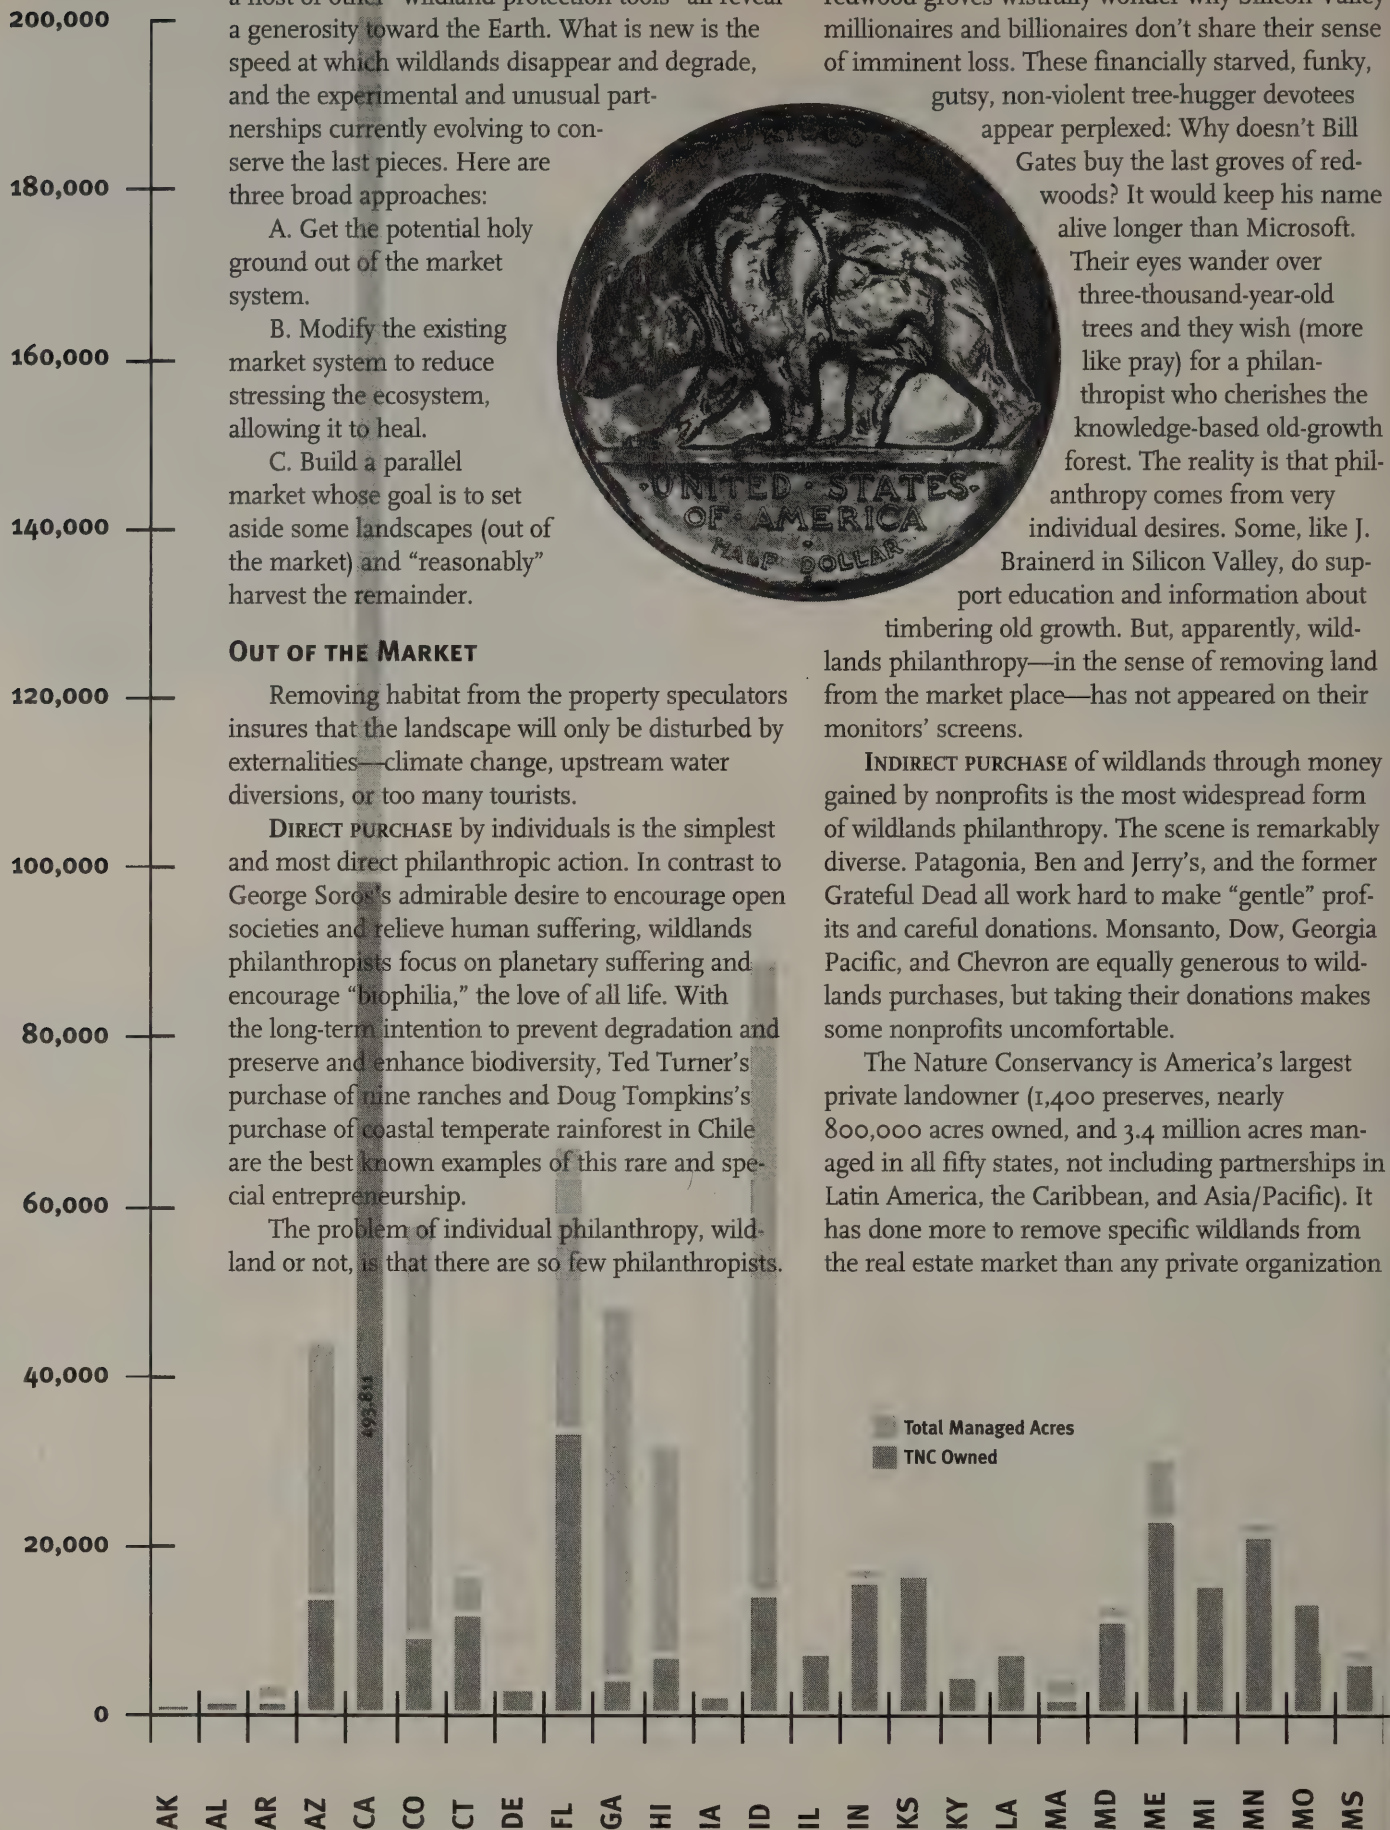 200,000
180,000
160,000
140,000
120,000
100,000
80,000
60,000
40,000
20,000
0
a host of other "wildland protection tools" all reveal
a generosity toward the Earth. What is new is the
speed at which wildlands disappear and degrade,
and the experimental and unusual part-
nerships currently evolving to con-
serve the last pieces. Here are
three broad approaches:
A. Get the potential holy
ground out of the market
system.
B. Modify the existing
market system to reduce
stressing the ecosystem,
allowing it to heal.
C. Build a parallel
market whose goal is to set
aside some landscapes (out of
the market) and "reasonably"
harvest the remainder.
OUT OF THE MARKET
Removing habitat from the property speculators
insures that the landscape will only be disturbed by
externalities—climate change, upstream water
diversions, or too many tourists.
DIRECT PURCHASE by individuals is the simplest
and most direct philanthropic action. In contrast to
George Soros's admirable desire to encourage open
societies and relieve human suffering, wildlands
philanthropists focus on planetary suffering and
encourage "biophilia," the love of all life. With
the long-term intention to prevent degradation and
preserve and enhance biodiversity, Ted Turner's
purchase of nine ranches and Doug Tompkins's
purchase of coastal temperate rainforest in Chile
are the best known examples of this rare and spe-
cial entrepreneurship.
The problem of individual philanthropy, wild-
land or not, is that there are so few philanthropists.
·UNITED·STATES·
OF·AMERICA
HALF DOLLAR
redwood groves wistfully wonder why Silicon Valley
millionaires and billionaires don't share their sense
of imminent loss. These financially starved, funky,
gutsy, non-violent tree-hugger devotees
appear perplexed: Why doesn't Bill
Gates buy the last groves of red-
woods? It would keep his name
alive longer than Microsoft.
Their eyes wander over
three-thousand-year-old
trees and they wish (more
like pray) for a philan-
thropist who cherishes the
knowledge-based old-growth
forest. The reality is that phil-
anthropy comes from very
individual desires. Some, like J.
Brainerd in Silicon Valley, do sup-
port education and information about
timbering old growth. But, apparently, wild-
lands philanthropy—in the sense of removing land
from the market place—has not appeared on their
monitors' screens.
INDIRECT PURCHASE of wildlands through money
gained by nonprofits is the most widespread form
of wildlands philanthropy. The scene is remarkably
diverse. Patagonia, Ben and Jerry's, and the former
Grateful Dead all work hard to make "gentle" prof-
its and careful donations. Monsanto, Dow, Georgia
Pacific, and Chevron are equally generous to wild-
lands purchases, but taking their donations makes
some nonprofits uncomfortable.
The Nature Conservancy is America's largest
private landowner (1,400 preserves, nearly
800,000 acres owned, and 3.4 million acres man-
aged in all fifty states, not including partnerships in
Latin America, the Caribbean, and Asia/Pacific). It
has done more to remove specific wildlands from
the real estate market than any private organization
493,811
Total Managed Acres
TNC Owned
AK AL AR AZ CA CO CT DE FL GA HI IA ID IL IN KS KY LA MA MD ME MI MN MO MS